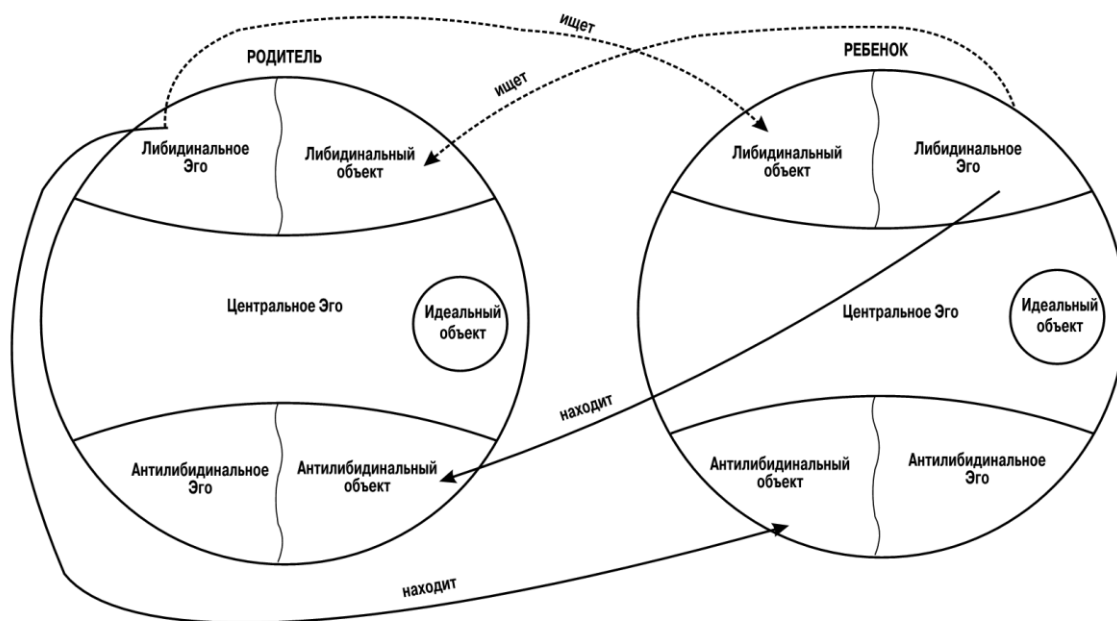 ищет
РОДИТЕЛЬ
РЕБЕНОК
ищет
Либидинальное
Эго
Либидинальный
объект
Либидинальный
объект
Либидинальное
Эго
Центральное Эго
Идеальный
объект
Центральное Эго
Идеальный
объект
находит
Антилибидинальное
Эго
Антилибидинальный
объект
Антилибидинальный
объект
Антилибидинальное
Эго
находит